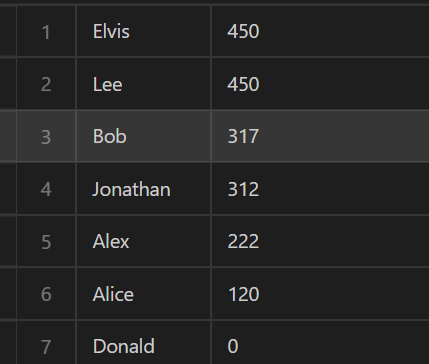 1 Elvis 450
2 Lee 450
3 Bob 317
4 Jonathan 312
5 Alex 222
6 Alice 120
7 Donald 0